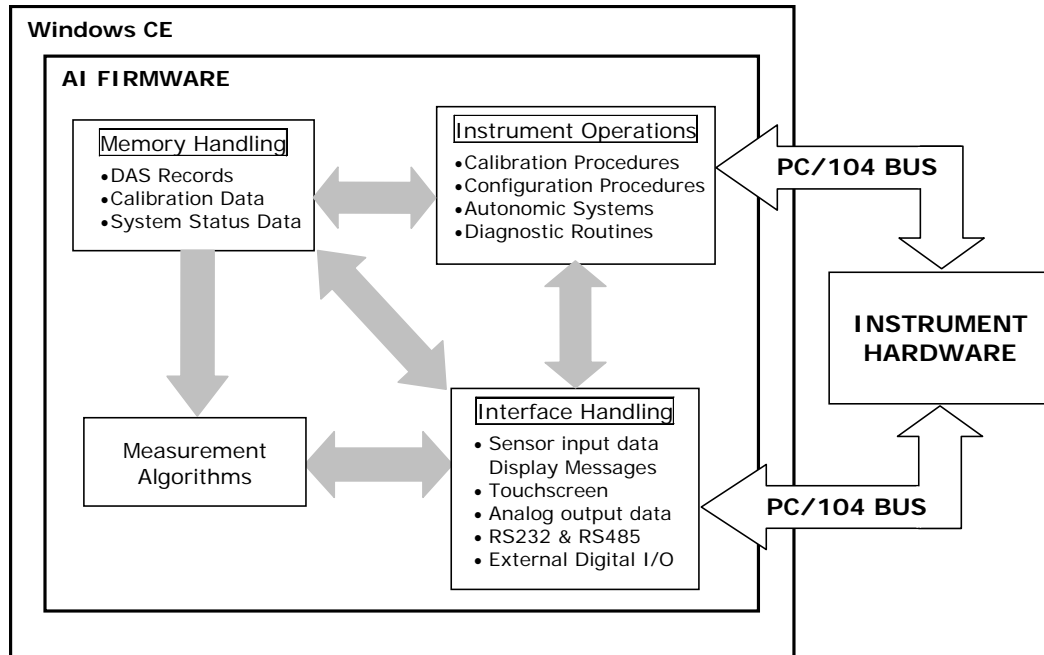 Windows CE
AI FIRMWARE
Memory Handling
•DAS Records
•Calibration Data
•System Status Data
Instrument Operations
•Calibration Procedures
•Configuration Procedures
•Autonomic Systems
•Diagnostic Routines
PC/104 BUS
INSTRUMENT
HARDWARE
Measurement
Algorithms
Interface Handling
• Sensor input data
Display Messages
• Touchscreen
• Analog output data
• RS232 & RS485
• External Digital I/O
PC/104 BUS